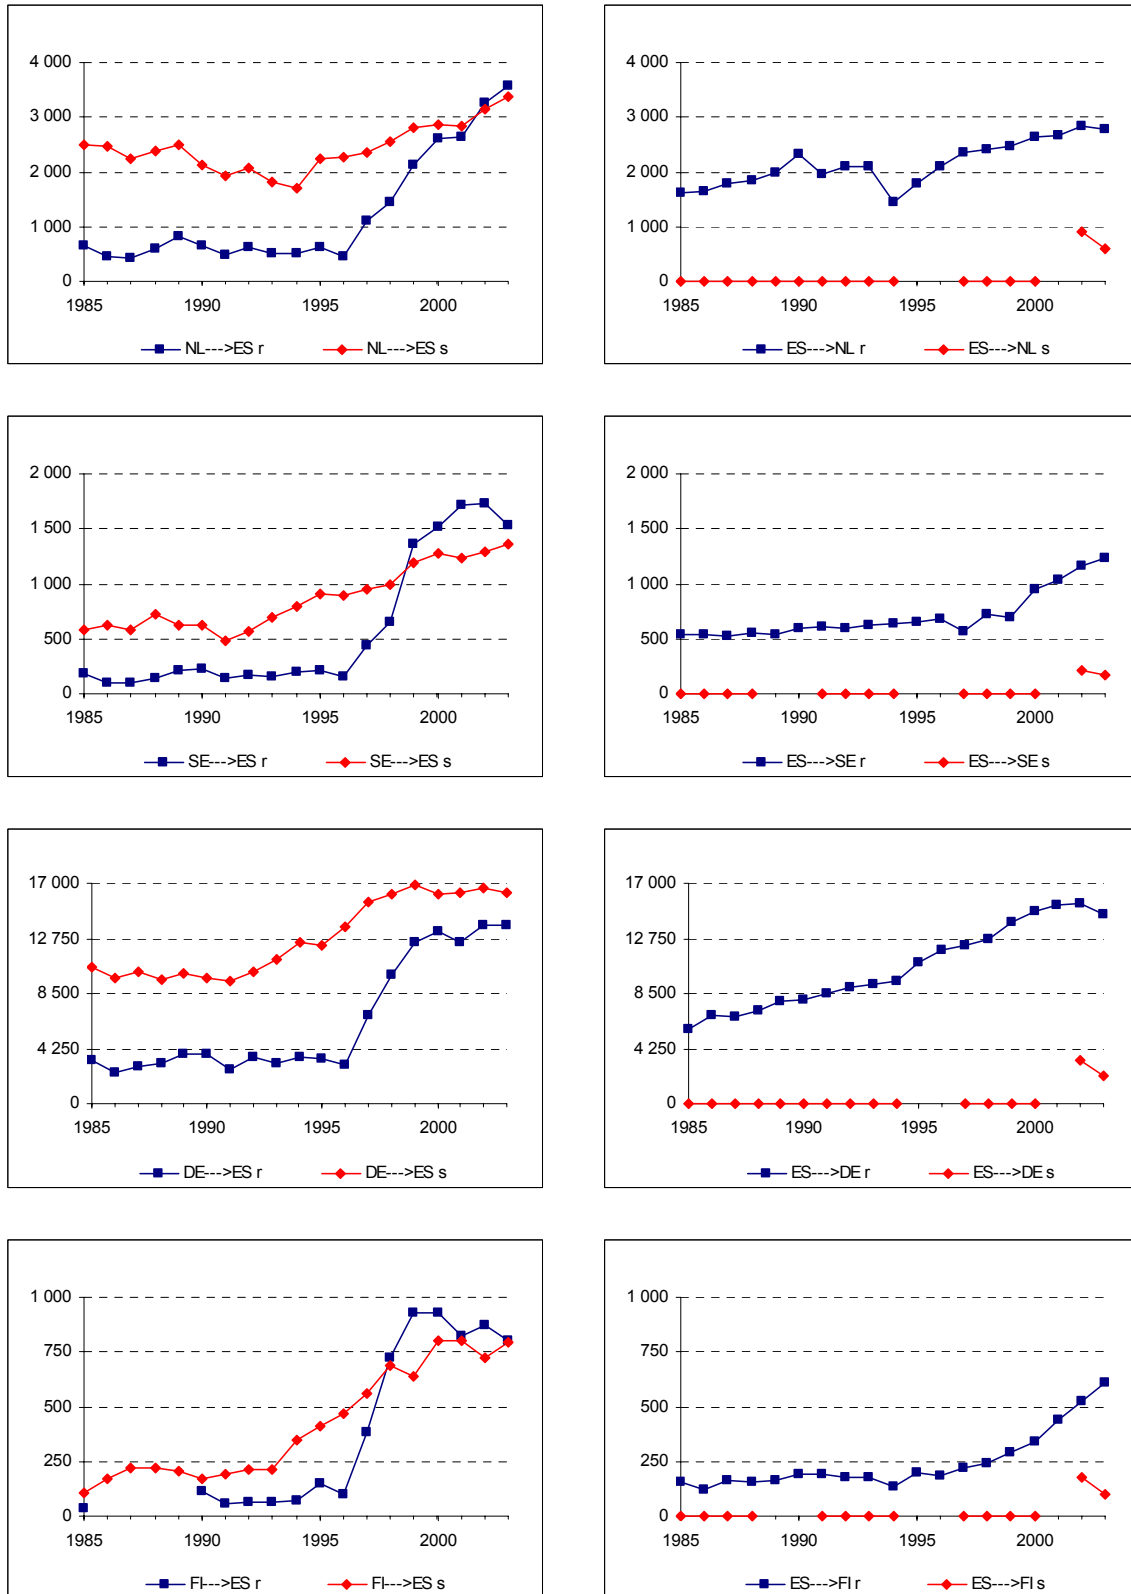 4 000
3 000
2 000
1 000
0
1985 1990 1995 2000
NL--->ES r NL--->ES s
4 000
3 000
2 000
1 000
0
1985 1990 1995 2000
ES--->NL r ES--->NL s
2 000
1 500
1 000
500
0
1985 1990 1995 2000
SE--->ES r SE--->ES s
2 000
1 500
1 000
500
0
1985 1990 1995 2000
ES--->SE r ES--->SE s
17 000
12 750
8 500
4 250
0
1985 1990 1995 2000
DE--->ES r DE--->ES s
17 000
12 750
8 500
4 250
0
1985 1990 1995 2000
ES--->DE r ES--->DE s
1 000
750
500
250
0
1985 1990 1995 2000
FI--->ES r FI--->ES s
1 000
750
500
250
0
1985 1990 1995 2000
ES--->FI r ES--->FI s